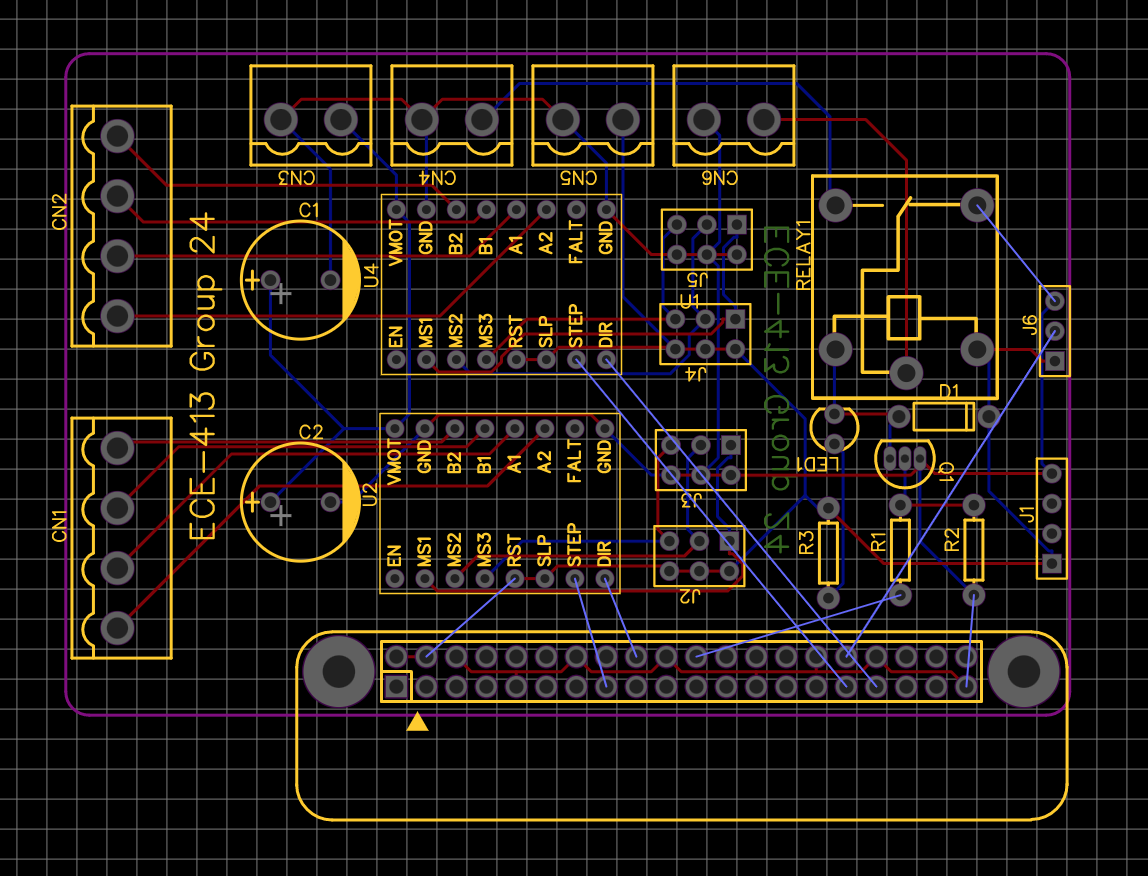 CN3
CN4
CN5
CN6
CN2
C1
+
+
U4
VMOT
GND
B2
B1
A1
A2
FALT
GND
EN
MS1
MS2
MS3
RST
SLP
STEP
DIR
J5
U1
J4
RELAY1
J6
ECE-413 Group 24
ECE-413 Group 24
D1
LED1
Q1
CN1
C2
+
+
U2
VMOT
GND
B2
B1
A1
A2
FALT
GND
EN
MS1
MS2
MS3
RST
SLP
STEP
DIR
J3
J2
R3
R1
R2
J1